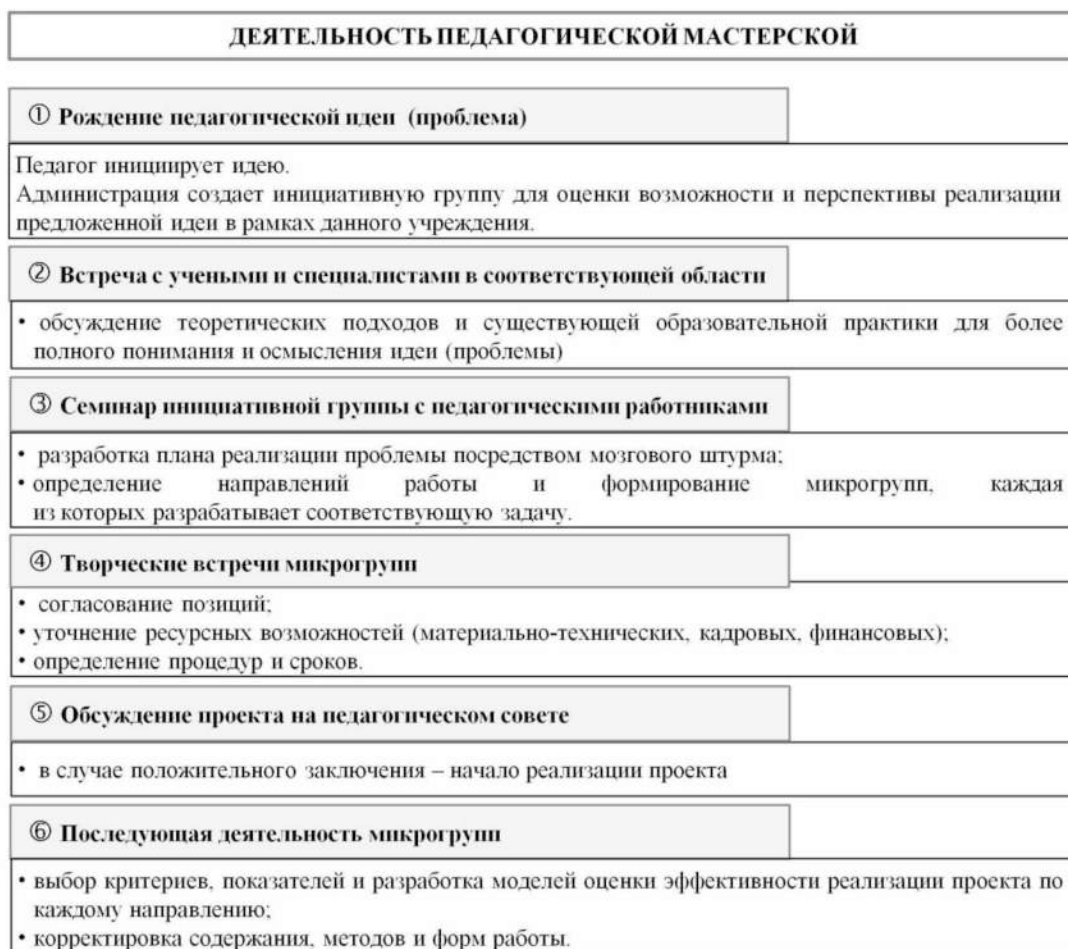 ДЕЯТЕЛЬНОСТЬ ПЕДАГОГИЧЕСКОЙ МАСТЕРСКОЙ
① Рождение педагогической идеи (проблема)
Педагог инициирует идею.
Администрация создает инициативную группу для оценки возможности и перспективы реализации
предложенной идеи в рамках данного учреждения.
② Встреча с учеными и специалистами в соответствующей области
• обсуждение теоретических подходов и существующей образовательной практики для более
полного понимания и осмысления идеи (проблемы)
③ Семинар инициативной группы с педагогическими работниками
• разработка плана реализации проблемы посредством мозгового штурма;
• определение направлений работы и формирование микрогрупп, каждая
из которых разрабатывает соответствующую задачу.
④ Творческие встречи микрогрупп
• согласование позиций;
• уточнение ресурсных возможностей (материально-технических, кадровых, финансовых);
• определение процедур и сроков.
⑤ Обсуждение проекта на педагогическом совете
• в случае положительного заключения – начало реализации проекта
⑥ Последующая деятельность микрогрупп
• выбор критериев, показателей и разработка моделей оценки эффективности реализации проекта по
каждому направлению;
• корректировка содержания, методов и форм работы.